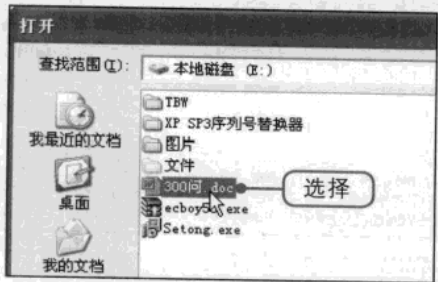 打开
查找范围(I): 本地磁盘 (E:)
TBW
XP SP3序列号替换器
我最近的文档
图片
文件
300问.doc 选择
桌面
Setong.exe
我的文档